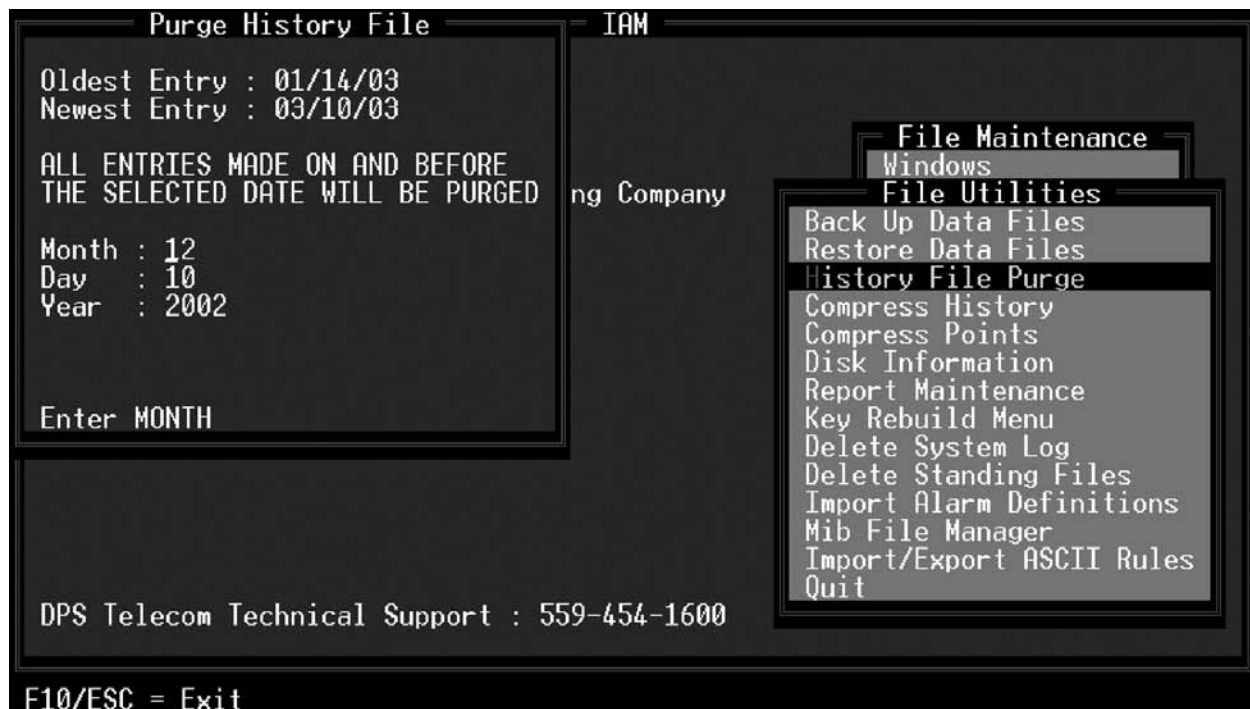 Purge History File
Oldest Entry : 01/14/03
Newest Entry : 03/10/03
ALL ENTRIES MADE ON AND BEFORE
THE SELECTED DATE WILL BE PURGED
Month : 12
Day : 10
Year : 2002
Enter MONTH
IAM
ng Company
File Maintenance
Windows
File Utilities
Back Up Data Files
Restore Data Files
History File Purge
Compress History
Compress Points
Disk Information
Report Maintenance
Key Rebuild Menu
Delete System Log
Delete Standing Files
Import Alarm Definitions
Mib File Manager
Import/Export ASCII Rules
Quit
DPS Telecom Technical Support : 559-454-1600
F10/ESC = Exit